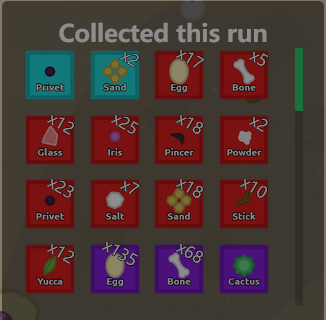 Collected this run
x2 x17 x5
Privet Sand Egg Bone
x12 x25 x18 x2
Glass Iris Pincer Powder
x23 x7 x18 x10
Privet Salt Sand Stick
x12 x135 x68
Yucca Egg Bone Cactus